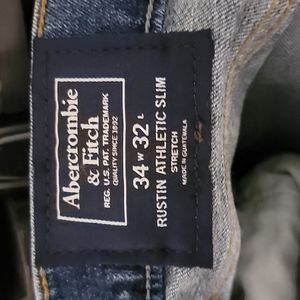 Abercrombie
& Fitch
REG. U.S. PAT. TRADEMARK
QUALITY SINCE 1892
34 W 32 L
RUSTIN ATHLETIC SLIM
STRETCH
MADE IN GUATEMALA